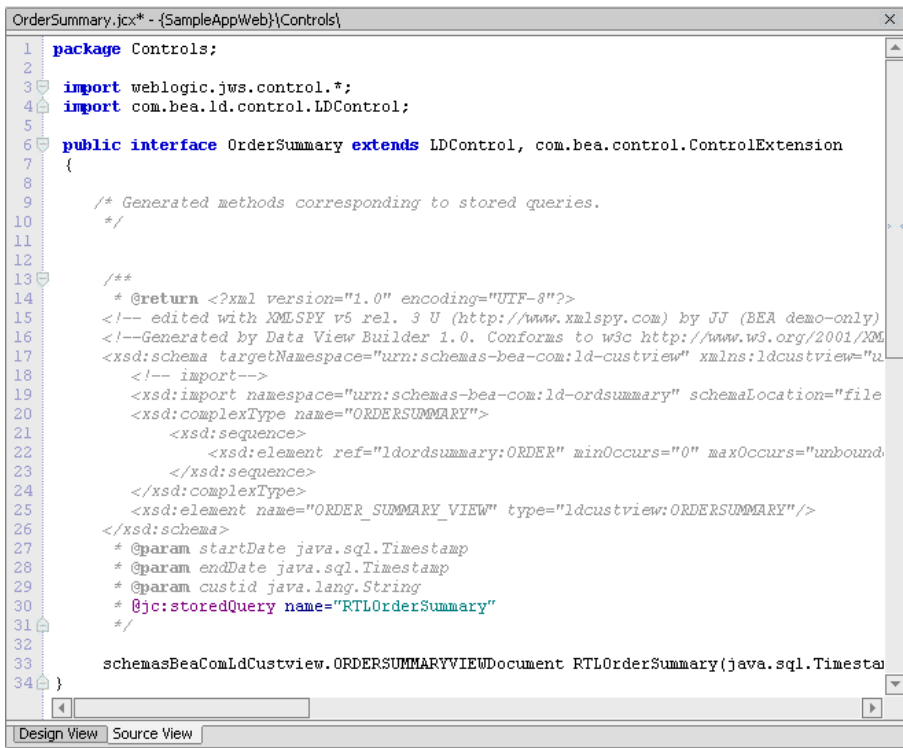 OrderSummary.jcx* - {SampleAppWeb}\Controls\
1 package Controls;
2
3 import weblogic.jws.control.*;
4 import com.bea.ld.control.LDControl;
5
6 public interface OrderSummary extends LDControl, com.bea.control.ControlExtension
7 {
8
9 /* Generated methods corresponding to stored queries.
10 */
11
12
13 /**
14 * @return <?xml version="1.0" encoding="UTF-8"?>
15 <!-- edited with XMLSPY v5 rel. 3 U (http://www.xmlspy.com) by JJ (BEA demo-only)
16 <!--Generated by Data View Builder 1.0. Conforms to w3c http://www.w3.org/2001/XML
17 <xsd:schema targetNamespace="urn:schemas-bea-com:ld-custview" xmlns:ldcustview="u
18 <!-- import-->
19 <xsd:import namespace="urn:schemas-bea-com:ld-ordsummary" schemaLocation="file
20 <xsd:complexType name="ORDERSUMMARY">
21 <xsd:sequence>
22 <xsd:element ref="ldordsummary:ORDER" minOccurs="0" maxOccurs="unbound
23 </xsd:sequence>
24 </xsd:complexType>
25 <xsd:element name="ORDER_SUMMARY_VIEW" type="ldcustview:ORDERSUMMARY"/>
26 </xsd:schema>
27 * @param startDate java.sql.Timestamp
28 * @param endDate java.sql.Timestamp
29 * @param custid java.lang.String
30 * @jc:storedQuery name="RTLOrderSummary"
31 */
32
33 schemasBeaComLdCustview.ORDERSUMMARYVIEWDocument RTLOrderSummary(java.sql.Timesta
34 }
Design View Source View